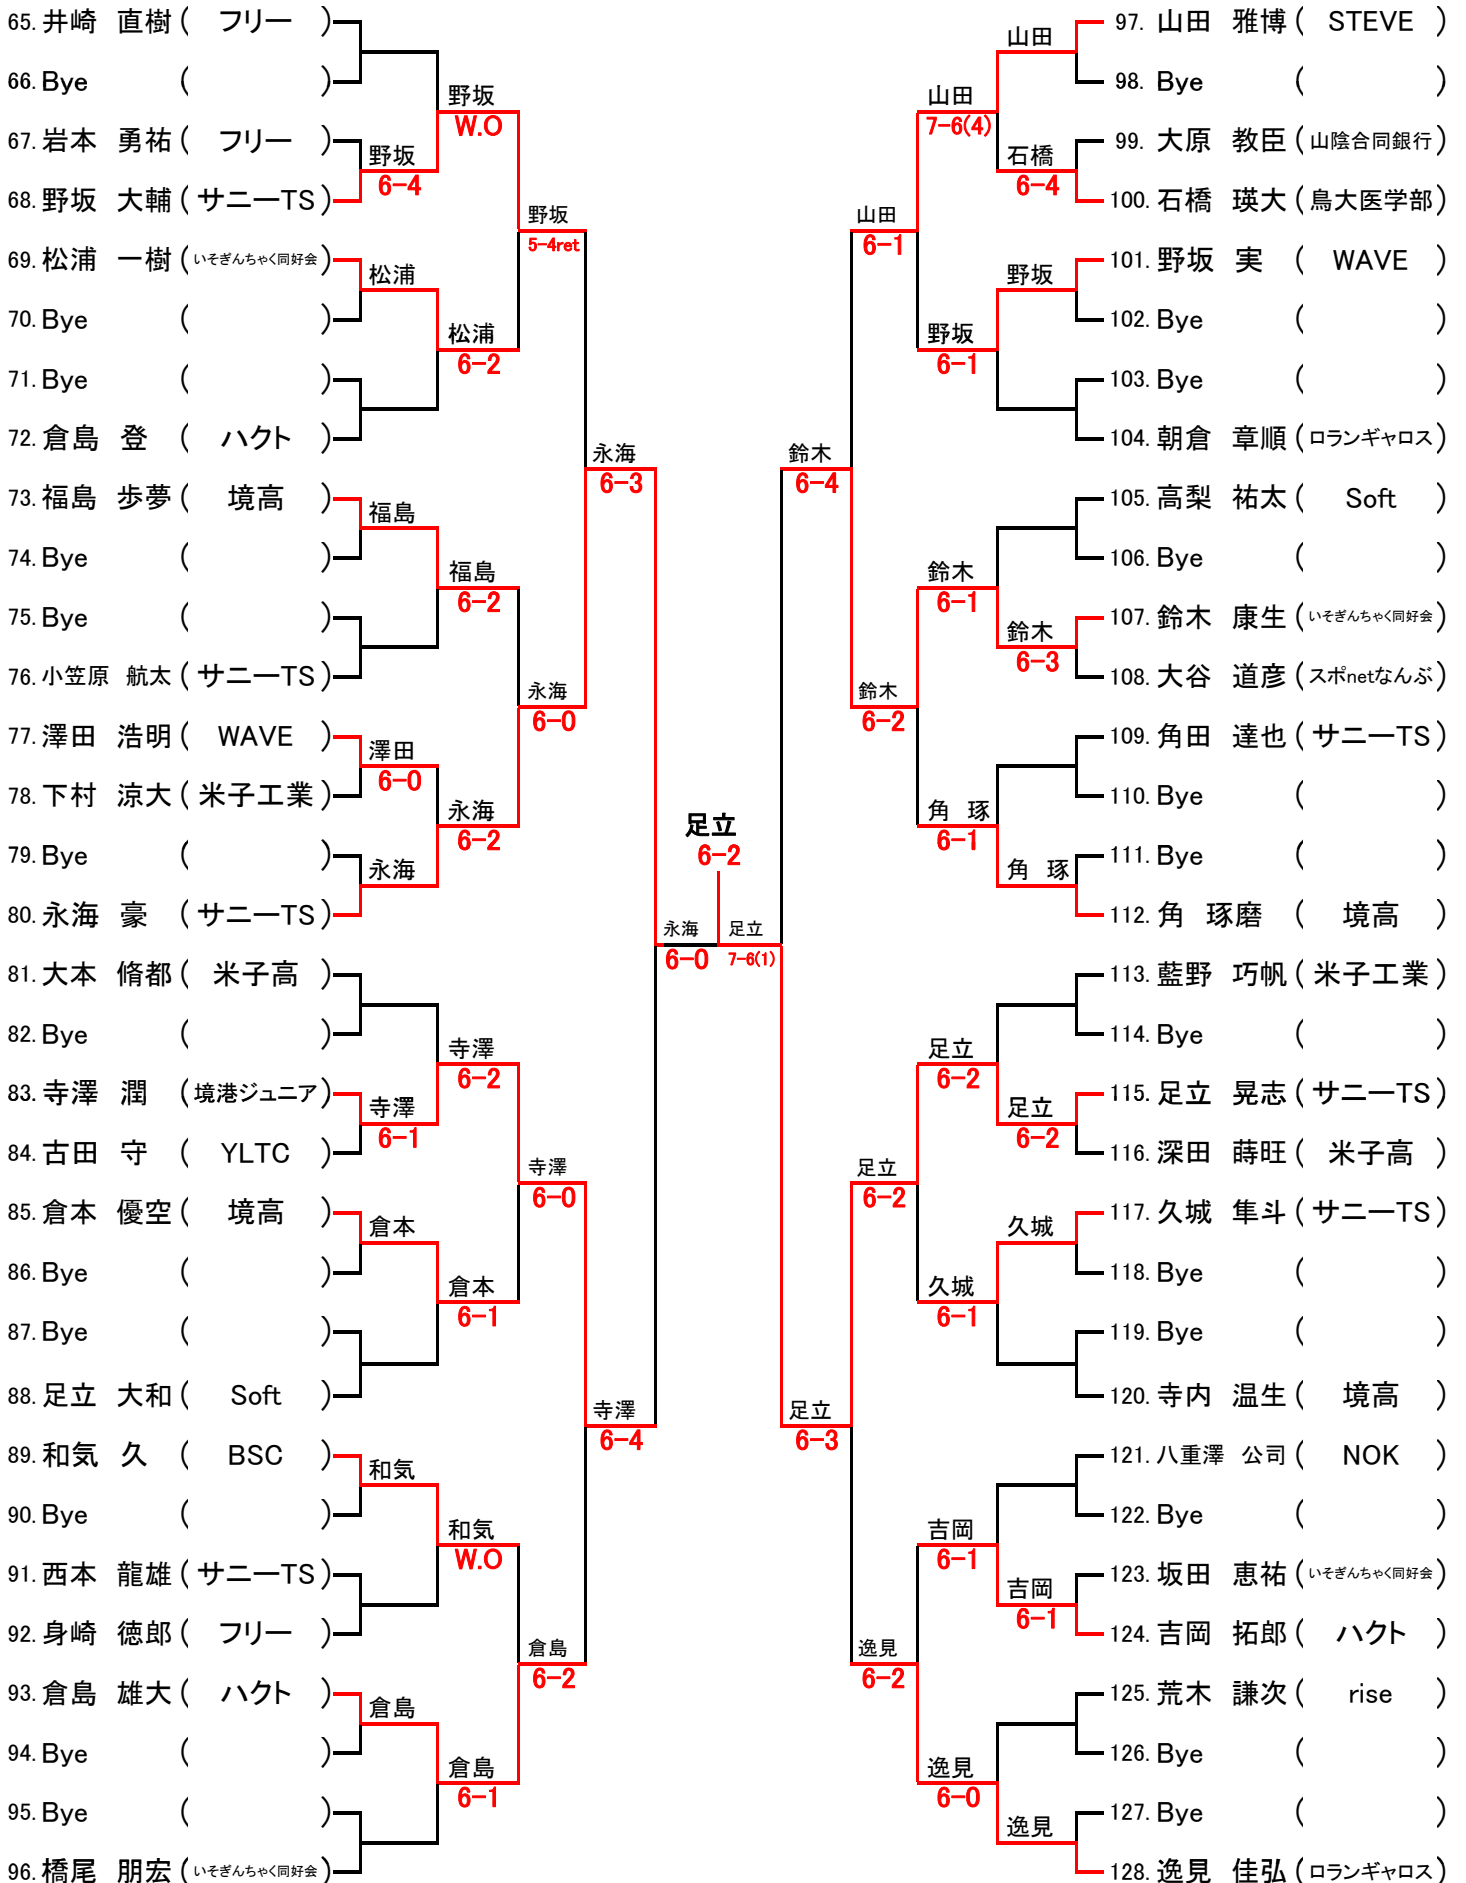 65. 井崎 直樹 ( フリー )
66. Bye ( )
67. 岩本 勇祐 ( フリー )
68. 野坂 大輔 ( サニーTS )
69. 松浦 一樹 ( いそぎんちゃく同好会 )
70. Bye ( )
71. Bye ( )
72. 倉島 登 ( ハクト )
73. 福島 歩夢 ( 境高 )
74. Bye ( )
75. Bye ( )
76. 小笠原 航太 ( サニーTS )
77. 澤田 浩明 ( WAVE )
78. 下村 涼大 ( 米子工業 )
79. Bye ( )
80. 永海 豪 ( サニーTS )
81. 大本 脩都 ( 米子高 )
82. Bye ( )
83. 寺澤 潤 ( 境港ジュニア )
84. 古田 守 ( YLTC )
85. 倉本 優空 ( 境高 )
86. Bye ( )
87. Bye ( )
88. 足立 大和 ( Soft )
89. 和気 久 ( BSC )
90. Bye ( )
91. 西本 龍雄 ( サニーTS )
92. 身崎 徳郎 ( フリー )
93. 倉島 雄大 ( ハクト )
94. Bye ( )
95. Bye ( )
96. 橋尾 朋宏 ( いそぎんちゃく同好会 )
野坂
6-4
松浦
福島
澤田
6-0
永海
寺澤
6-1
倉本
和気
倉島
野坂
W.O
松浦
6-2
福島
6-2
永海
6-2
寺澤
6-2
倉本
6-1
和気
W.O
倉島
6-1
野坂
5-4ret
永海
6-0
寺澤
6-0
倉島
6-2
永海
6-3
寺澤
6-4
永海
6-0
足立
6-2
足立
7-6(1)
鈴木
6-4
足立
6-3
山田
6-1
鈴木
6-2
足立
6-2
逸見
6-2
山田
7-6(4)
野坂
6-1
鈴木
6-1
角 琢
6-1
足立
6-2
久城
6-1
吉岡
6-1
逸見
6-0
山田
石橋
6-4
野坂
鈴木
6-3
角 琢
足立
6-2
久城
吉岡
6-1
逸見
97. 山田 雅博 ( STEVE )
98. Bye ( )
99. 大原 教臣 ( 山陰合同銀行 )
100. 石橋 瑛大 ( 鳥大医学部 )
101. 野坂 実 ( WAVE )
102. Bye ( )
103. Bye ( )
104. 朝倉 章順 ( ロランギャロス )
105. 高梨 祐太 ( Soft )
106. Bye ( )
107. 鈴木 康生 ( いそぎんちゃく同好会 )
108. 大谷 道彦 ( スポnetなんぶ )
109. 角田 達也 ( サニーTS )
110. Bye ( )
111. Bye ( )
112. 角 琢磨 ( 境高 )
113. 藍野 巧帆 ( 米子工業 )
114. Bye ( )
115. 足立 晃志 ( サニーTS )
116. 深田 蒔旺 ( 米子高 )
117. 久城 隼斗 ( サニーTS )
118. Bye ( )
119. Bye ( )
120. 寺内 温生 ( 境高 )
121. 八重澤 公司 ( NOK )
122. Bye ( )
123. 坂田 恵祐 ( いそぎんちゃく同好会 )
124. 吉岡 拓郎 ( ハクト )
125. 荒木 謙次 ( rise )
126. Bye ( )
127. Bye ( )
128. 逸見 佳弘 ( ロランギャロス )